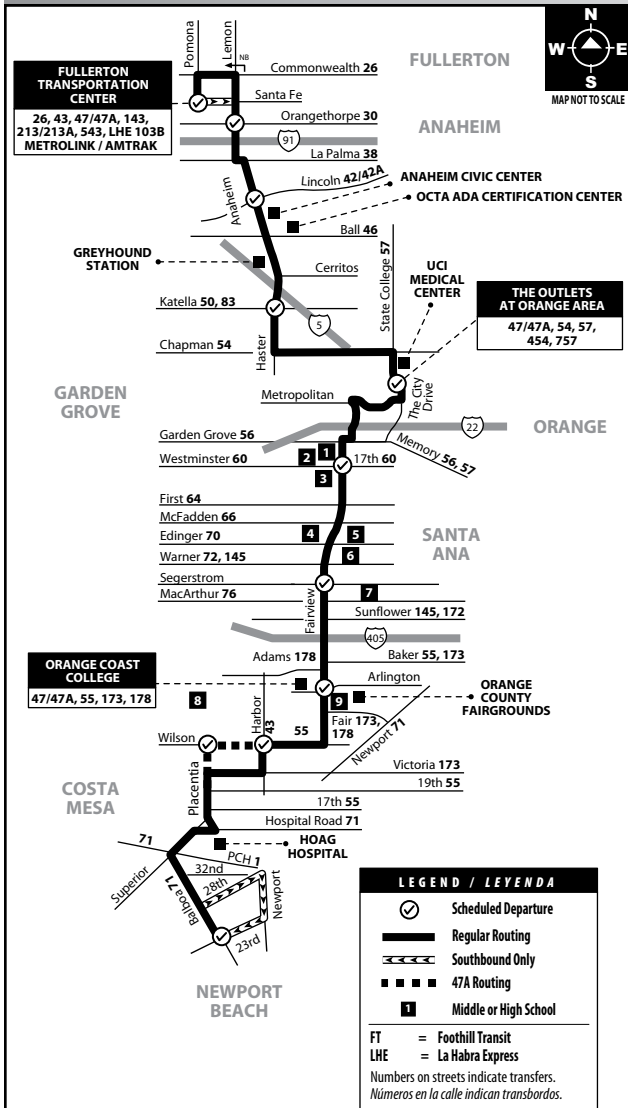 N
W E
S
MAP NOT TO SCALE
Pomona
Lemon
NB
FULLERTON
Commonwealth 26
FULLERTON
TRANSPORTATION
CENTER
26, 43, 47/47A, 143,
213/213A, 543, LHE 103B
METROLINK / AMTRAK
Santa Fe
Orangethorpe 30
ANAHEIM
91
La Palma 38
Lincoln 42/42A
Anaheim
ANAHEIM CIVIC CENTER
OCTA ADA CERTIFICATION CENTER
Ball 46
GREYHOUND
STATION
Cerritos
State College 57
UCI
MEDICAL
CENTER
THE OUTLETS
AT ORANGE AREA
47/47A, 54, 57,
454, 757
Katella 50, 83
5
Haster
Chapman 54
GARDEN
GROVE
Metropolitan
The City
Drive
22
ORANGE
Garden Grove 56
Memory 56, 57
Westminster 60
2
1
17th 60
3
First 64
McFadden 66
Edinger 70
4
5
SANTA
ANA
Warner 72, 145
6
Segerstrom
MacArthur 76
7
Fairview
Sunflower 145, 172
405
Adams 178
Baker 55, 173
ORANGE COAST
COLLEGE
47/47A, 55, 173, 178
8
Arlington
9
ORANGE
COUNTY
FAIRGROUNDS
Harbor
43
55
Fair 173,
178
Newport 71
Wilson
Placentia
Victoria 173
19th 55
COSTA
MESA
17th 55
Hospital Road 71
71
HOAG
HOSPITAL
PCH 1
Superior
32nd
28th
Balboa 71
Newport
23rd
NEWPORT
BEACH
LEGEND / LEYENDA
Scheduled Departure
Regular Routing
Southbound Only
47A Routing
1 Middle or High School
FT = Foothill Transit
LHE = La Habra Express
Numbers on streets indicate transfers.
Números en la calle indican transbordos.